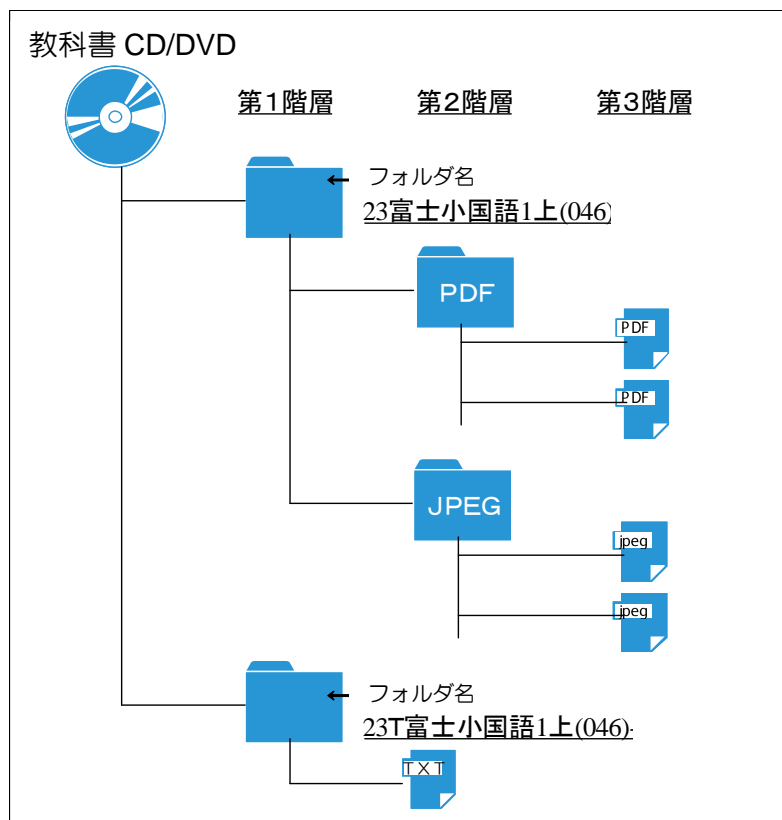 教科書 CD/DVD
第1階層 第2階層 第3階層
フォルダ名
23富士小国語1上(046)
PDF
PDF
PDF
JPEG
jpeg
jpeg
フォルダ名
23T富士小国語1上(046)-
TXT